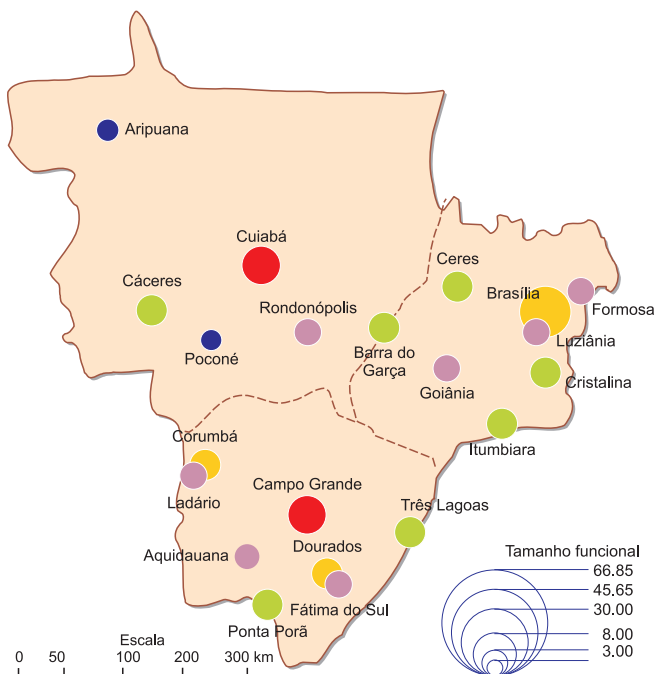 Aripuana
Cuiabá
Ceres
Cáceres
Brasília
Rondonópolis
Formosa
Poconé
Barra do
Garça
Luziânia
Goiânia
Cristalina
Itumbiara
Corumbá
Ladário
Campo Grande
Três Lagoas
Aquidauana
Dourados
Fátima do Sul
Ponta Porã
Tamanho funcional
66.85
45.65
30.00
8.00
3.00
Escala
0 50 100 200 300 km